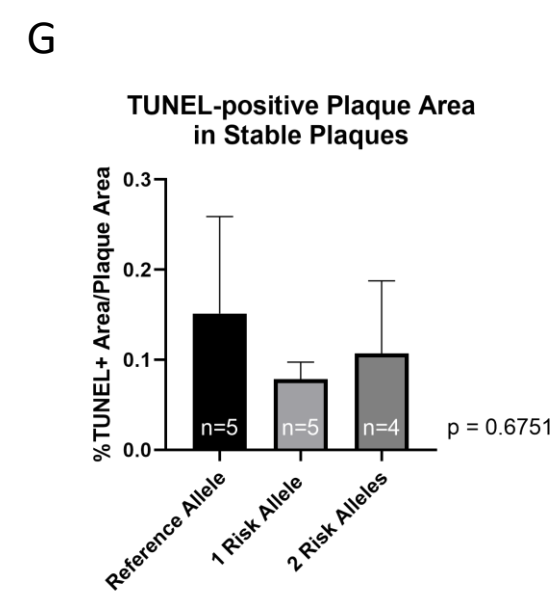 G
TUNEL-positive Plaque Area
in Stable Plaques
%TUNEL+ Area/Plaque Area
0.3
0.2
0.1
0.0
n=5
n=5
n=4
p = 0.6751
Reference Allele
1 Risk Allele
2 Risk Alleles